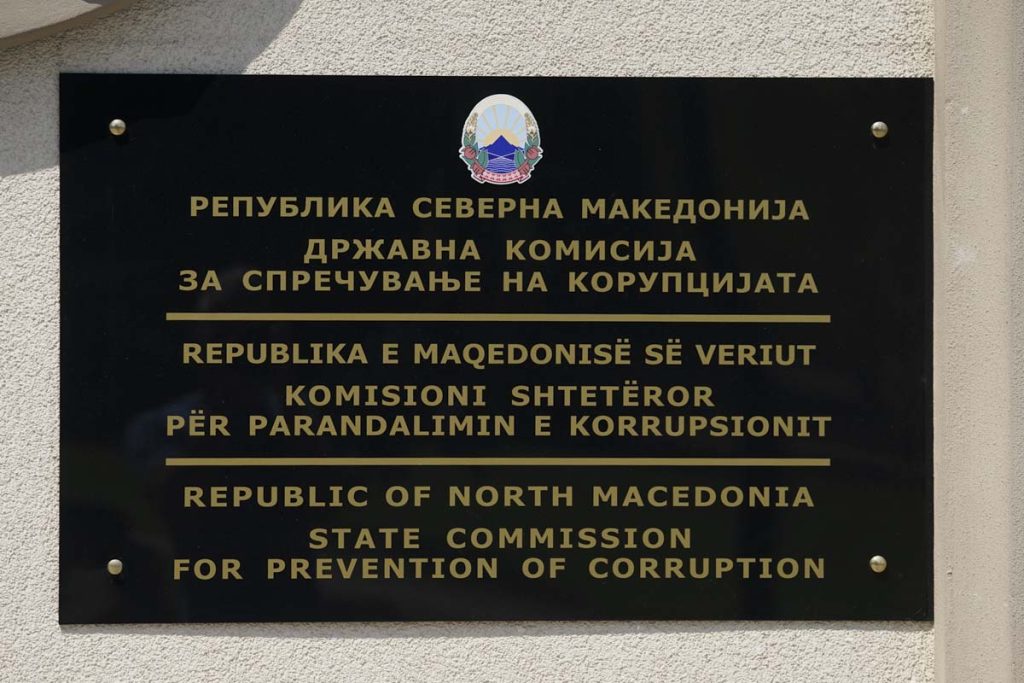 РЕПУБЛИКА СЕВЕРНА МАКЕДОНИЈА
ДРЖАВНА КОМИСИЈА
ЗА СПРЕЧУВАЊЕ НА КОРУПЦИЈАТА
REPUBLIKA E MAQEDONISË SË VERIUT
KOMISIONI SHTETËROR
PËR PARANDALIMIN E KORRUPSIONIT
REPUBLIC OF NORTH MACEDONIA
STATE COMMISSION
FOR PREVENTION OF CORRUPTION